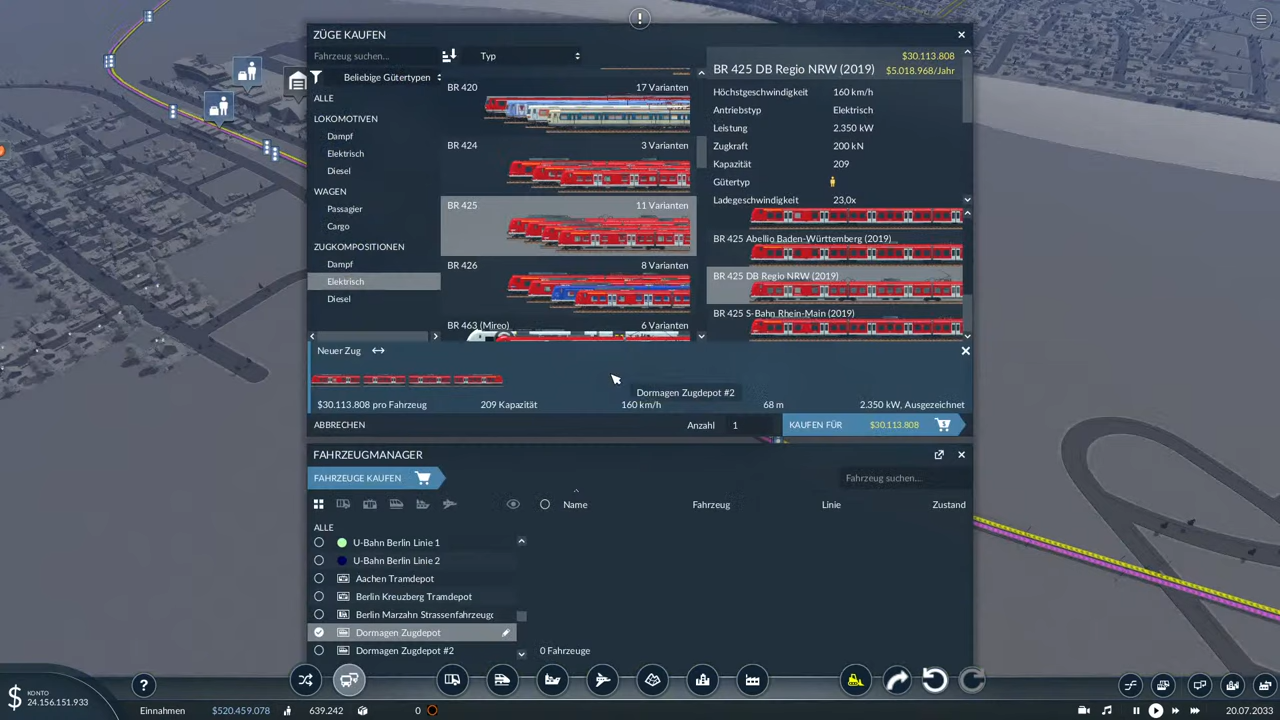 ZÜGE KAUFEN
Fahrzeug suchen...
Typ
Beliebige Gütertypen
ALLE
LOKOMOTIVEN
Dampf
Elektrisch
Diesel
WAGEN
Passagier
Cargo
ZUGKOMPOSITIONEN
Dampf
Elektrisch
Diesel
BR 420
17 Varianten
BR 424
3 Varianten
BR 425
11 Varianten
BR 426
8 Varianten
BR 463 (Mireo)
6 Varianten
$30.113.808
BR 425 DB Regio NRW (2019)
$5.018.968/Jahr
Höchstgeschwindigkeit 160 km/h
Antriebstyp Elektrisch
Leistung 2.350 kW
Zugkraft 200 kN
Kapazität 209
Gütertyp
Ladegeschwindigkeit 23,0x
BR 425 Abellio Baden-Württemberg (2019)
BR 425 DB Regio NRW (2019)
BR 425 S-Bahn Rhein-Main (2019)
Neuer Zug
Dormagen Zugdepot #2
$30.113.808 pro Fahrzeug 209 Kapazität 160 km/h 68 m 2.350 kW, Ausgezeichnet
ABBRECHEN Anzahl 1 KAUFEN FÜR $30.113.808
FAHRZEUGMANAGER
FAHRZEUGE KAUFEN
Fahrzeug suchen...
Name Fahrzeug Linie Zustand
ALLE
U-Bahn Berlin Linie 1
U-Bahn Berlin Linie 2
Aachen Tramdepot
Berlin Kreuzberg Tramdepot
Berlin Marzahn Strassenfahrzeug
Dormagen Zugdepot
Dormagen Zugdepot #2
0 Fahrzeuge
KONTO
24.156.151.933
Einnahmen $520.459.078 639.242 0
20.07.2033